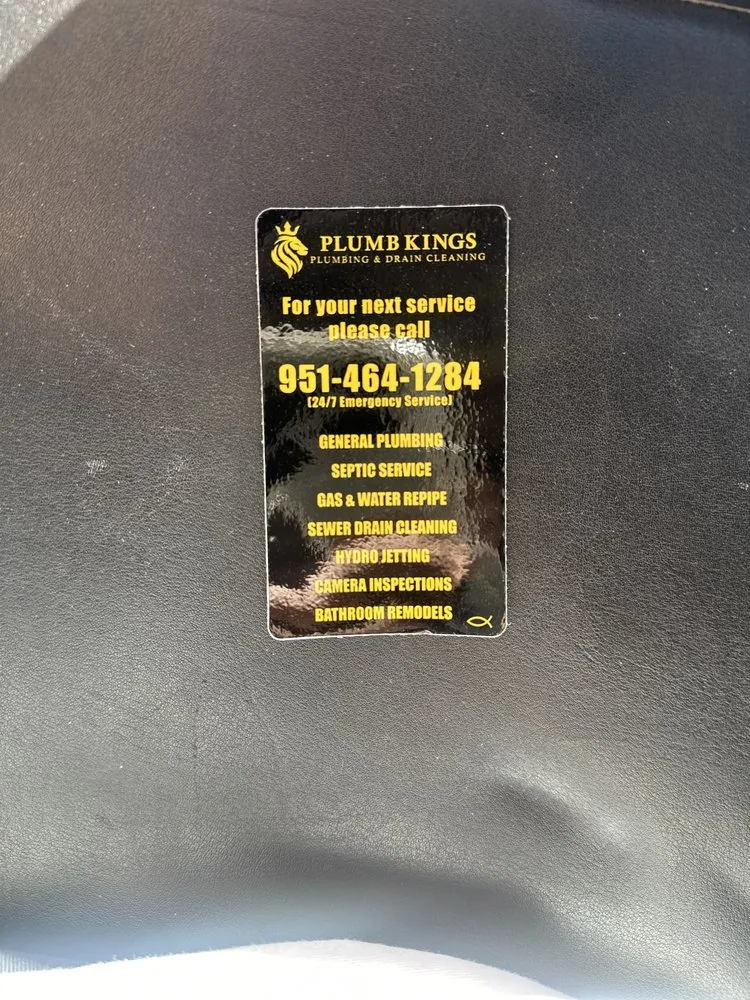 PLUMB KINGS
PLUMBING & DRAIN CLEANING
For your next service
please call
951-464-1284
(24/7 Emergency Service)
GENERAL PLUMBING
SEPTIC SERVICE
GAS & WATER REPIPE
SEWER DRAIN CLEANING
HYDRO JETTING
CAMERA INSPECTIONS
BATHROOM REMODELS